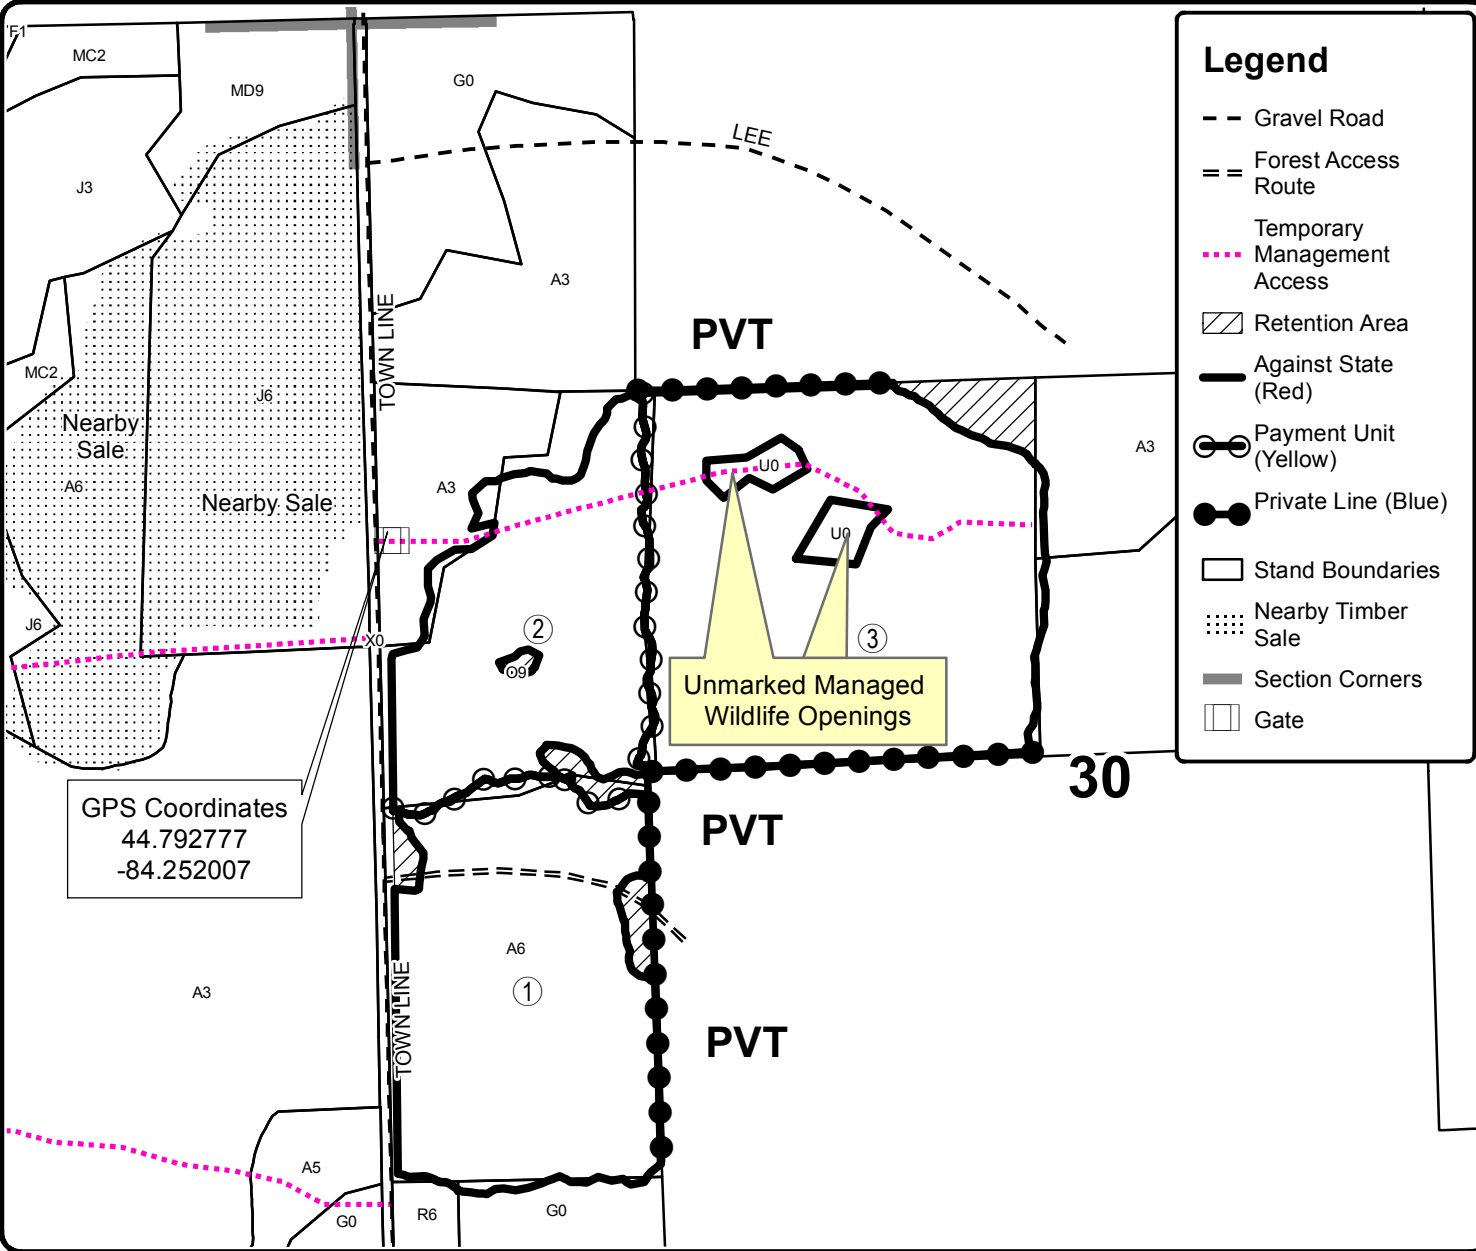 F1
MC2
MD9
G0
LEE
J3
A3
TOWN LINE
PVT
MC2
J6
Nearby
Sale
A6
Nearby Sale
A3
U0
U0
A3
J6
X0
2
O9
3
Unmarked Managed
Wildlife Openings
30
GPS Coordinates
44.792777
-84.252007
PVT
A6
1
A3
TOWN LINE
PVT
A5
G0
R6
G0
Legend
Gravel Road
Forest Access
Route
Temporary
Management
Access
Retention Area
Against State
(Red)
Payment Unit
(Yellow)
Private Line (Blue)
Stand Boundaries
Nearby Timber
Sale
Section Corners
Gate